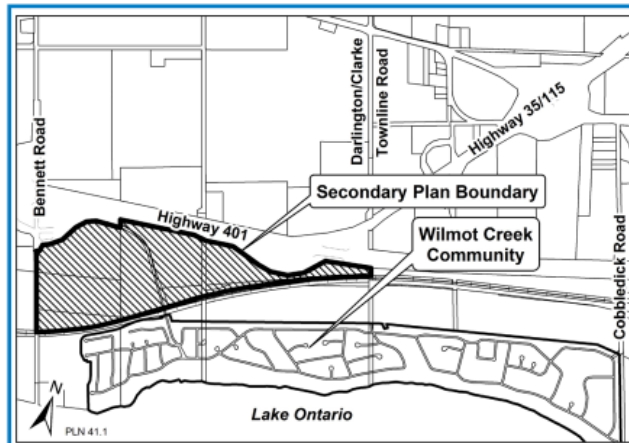 Bennett Road
Darlington/Clarke
Townline Road
Highway 35/115
Secondary Plan Boundary
Highway 401
Wilmot Creek
Community
Cobbledick Road
Lake Ontario
N
PLN 41.1